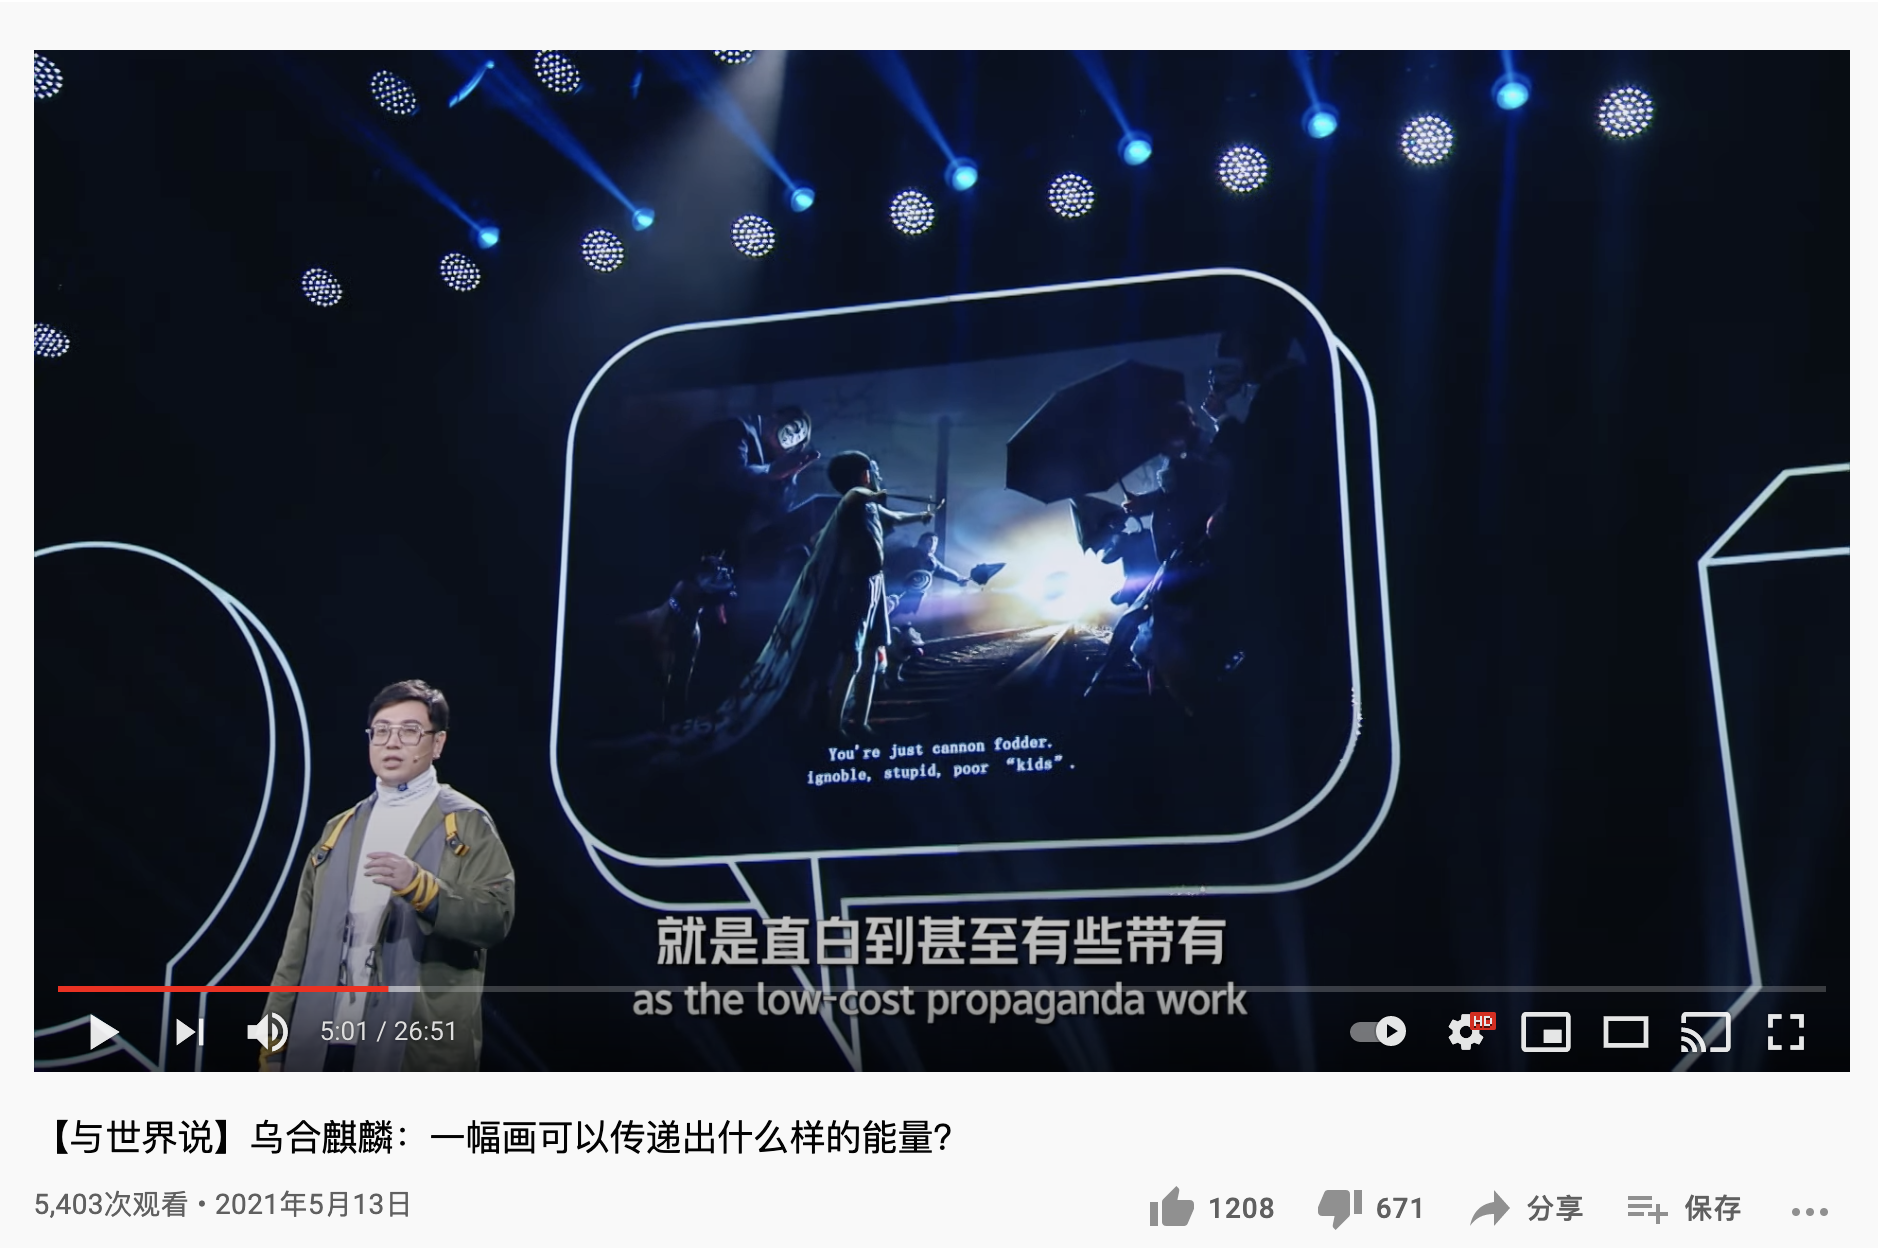 You're just cannon fodder.
ignoble, stupid, poor “kids”.
就是直白到甚至有些带有
as the low-cost propaganda work
5:01 / 26:51
HD
【与世界说】乌合麒麟：一幅画可以传递出什么样的能量？
5,403次观看 • 2021年5月13日
1208
671
分享
保存